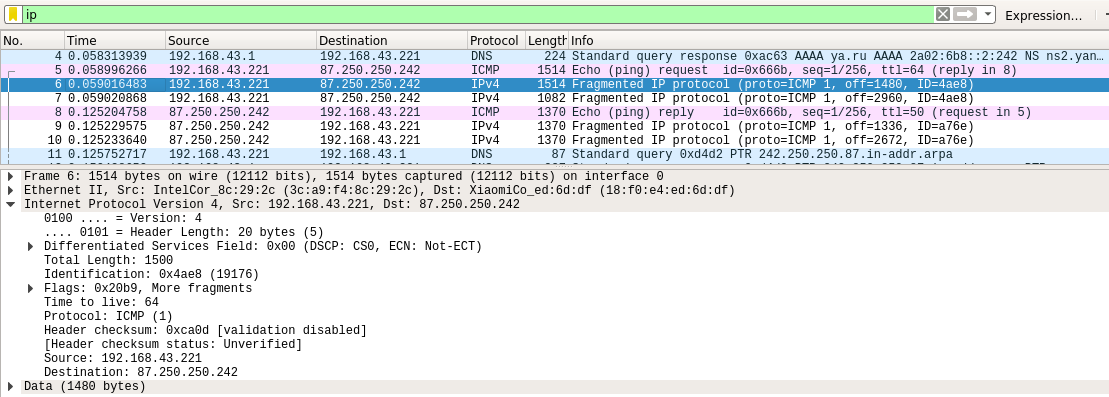 ip Expression…
No. Time Source Destination Protocol Length Info
4 0.058313939 192.168.43.1 192.168.43.221 DNS 224 Standard query response 0xac63 AAAA ya.ru AAAA 2a02:6b8::2:242 NS ns2.yan…
5 0.058996266 192.168.43.221 87.250.250.242 ICMP 1514 Echo (ping) request id=0x666b, seq=1/256, ttl=64 (reply in 8)
6 0.059016483 192.168.43.221 87.250.250.242 IPv4 1514 Fragmented IP protocol (proto=ICMP 1, off=1480, ID=4ae8)
7 0.059020868 192.168.43.221 87.250.250.242 IPv4 1082 Fragmented IP protocol (proto=ICMP 1, off=2960, ID=4ae8)
8 0.125204758 87.250.250.242 192.168.43.221 ICMP 1370 Echo (ping) reply id=0x666b, seq=1/256, ttl=50 (request in 5)
9 0.125229575 87.250.250.242 192.168.43.221 IPv4 1370 Fragmented IP protocol (proto=ICMP 1, off=1336, ID=a76e)
10 0.125233640 87.250.250.242 192.168.43.221 IPv4 1370 Fragmented IP protocol (proto=ICMP 1, off=2672, ID=a76e)
11 0.125752717 192.168.43.221 192.168.43.1 DNS 87 Standard query 0xd4d2 PTR 242.250.250.87.in-addr.arpa
Frame 6: 1514 bytes on wire (12112 bits), 1514 bytes captured (12112 bits) on interface 0
Ethernet II, Src: IntelCor_8c:29:2c (3c:a9:f4:8c:29:2c), Dst: XiaomiCo_ed:6d:df (18:f0:e4:ed:6d:df)
Internet Protocol Version 4, Src: 192.168.43.221, Dst: 87.250.250.242
0100 .... = Version: 4
.... 0101 = Header Length: 20 bytes (5)
Differentiated Services Field: 0x00 (DSCP: CS0, ECN: Not-ECT)
Total Length: 1500
Identification: 0x4ae8 (19176)
Flags: 0x20b9, More fragments
Time to live: 64
Protocol: ICMP (1)
Header checksum: 0xca0d [validation disabled]
[Header checksum status: Unverified]
Source: 192.168.43.221
Destination: 87.250.250.242
Data (1480 bytes)